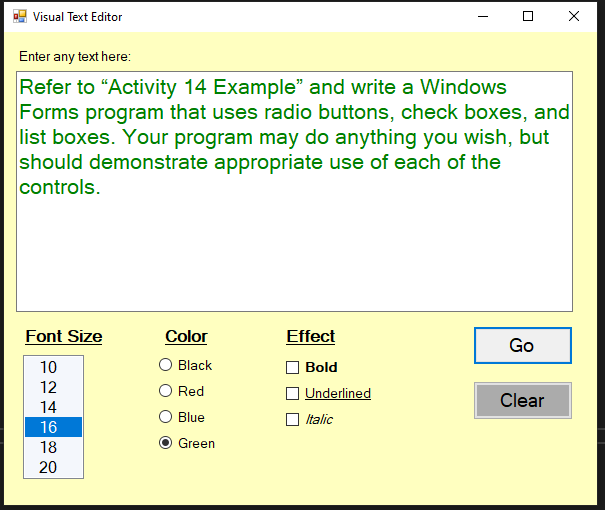 Visual Text Editor
Enter any text here:
Refer to “Activity 14 Example” and write a Windows
Forms program that uses radio buttons, check boxes, and
list boxes. Your program may do anything you wish, but
should demonstrate appropriate use of each of the
controls.
Font Size
10
12
14
16
18
20
Color
Black
Red
Blue
Green
Effect
Bold
Underlined
Italic
Go
Clear